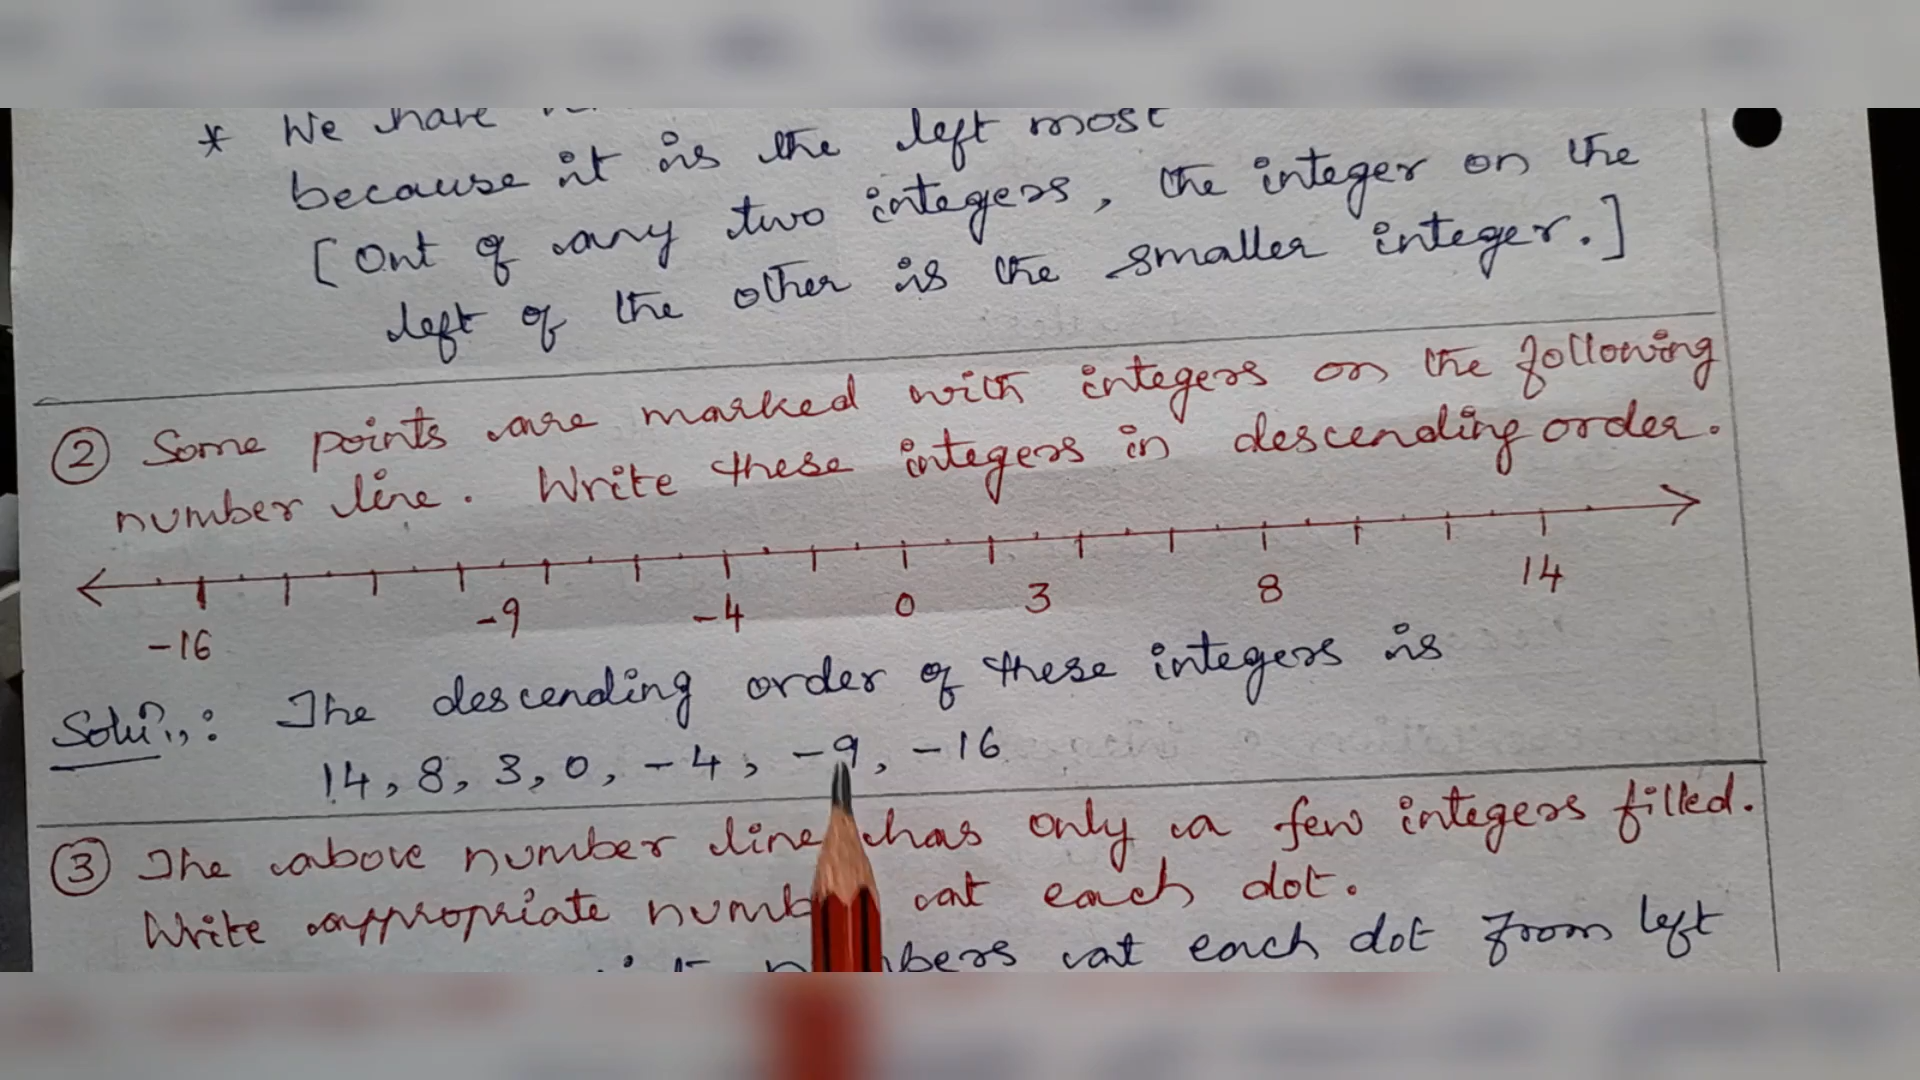 * We have
because it is the left most
[Out of any two integers, the integer on the
left of the other is the smaller integer.]
② Some points are marked with integers on the following
number line. Write these integers in descending order.
-16 -9 -4 0 3 8 14
Solun.,: The descending order of these integers is
14, 8, 3, 0, -4, -9, -16
③ The above number line has only a few integers filled.
Write appropriate numb at each dot.
bers at each dot from left